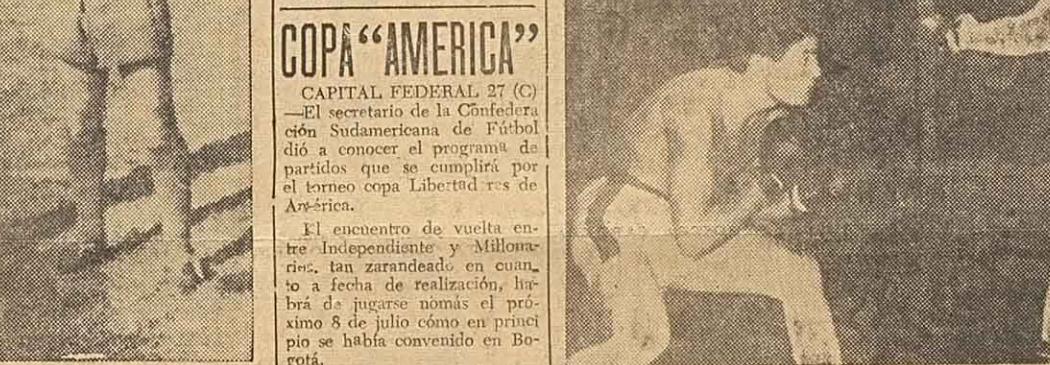 COPA “AMERICA”
CAPITAL FEDERAL 27 (C)
—El secretario de la Confedera
ción Sudamericana de Fútbol
dió a conocer el programa de
partidos que se cumplirá por
el torneo copa Libertadores de
América.
El encuentro de vuelta en-
tre Independiente y Millona-
rios, tan zarandeado en cuan_
to a fecha de realización, ha-
brá de jugarse nomás el pró-
ximo 8 de julio cómo en princi
pio se había convenido en Bo-
gotá.